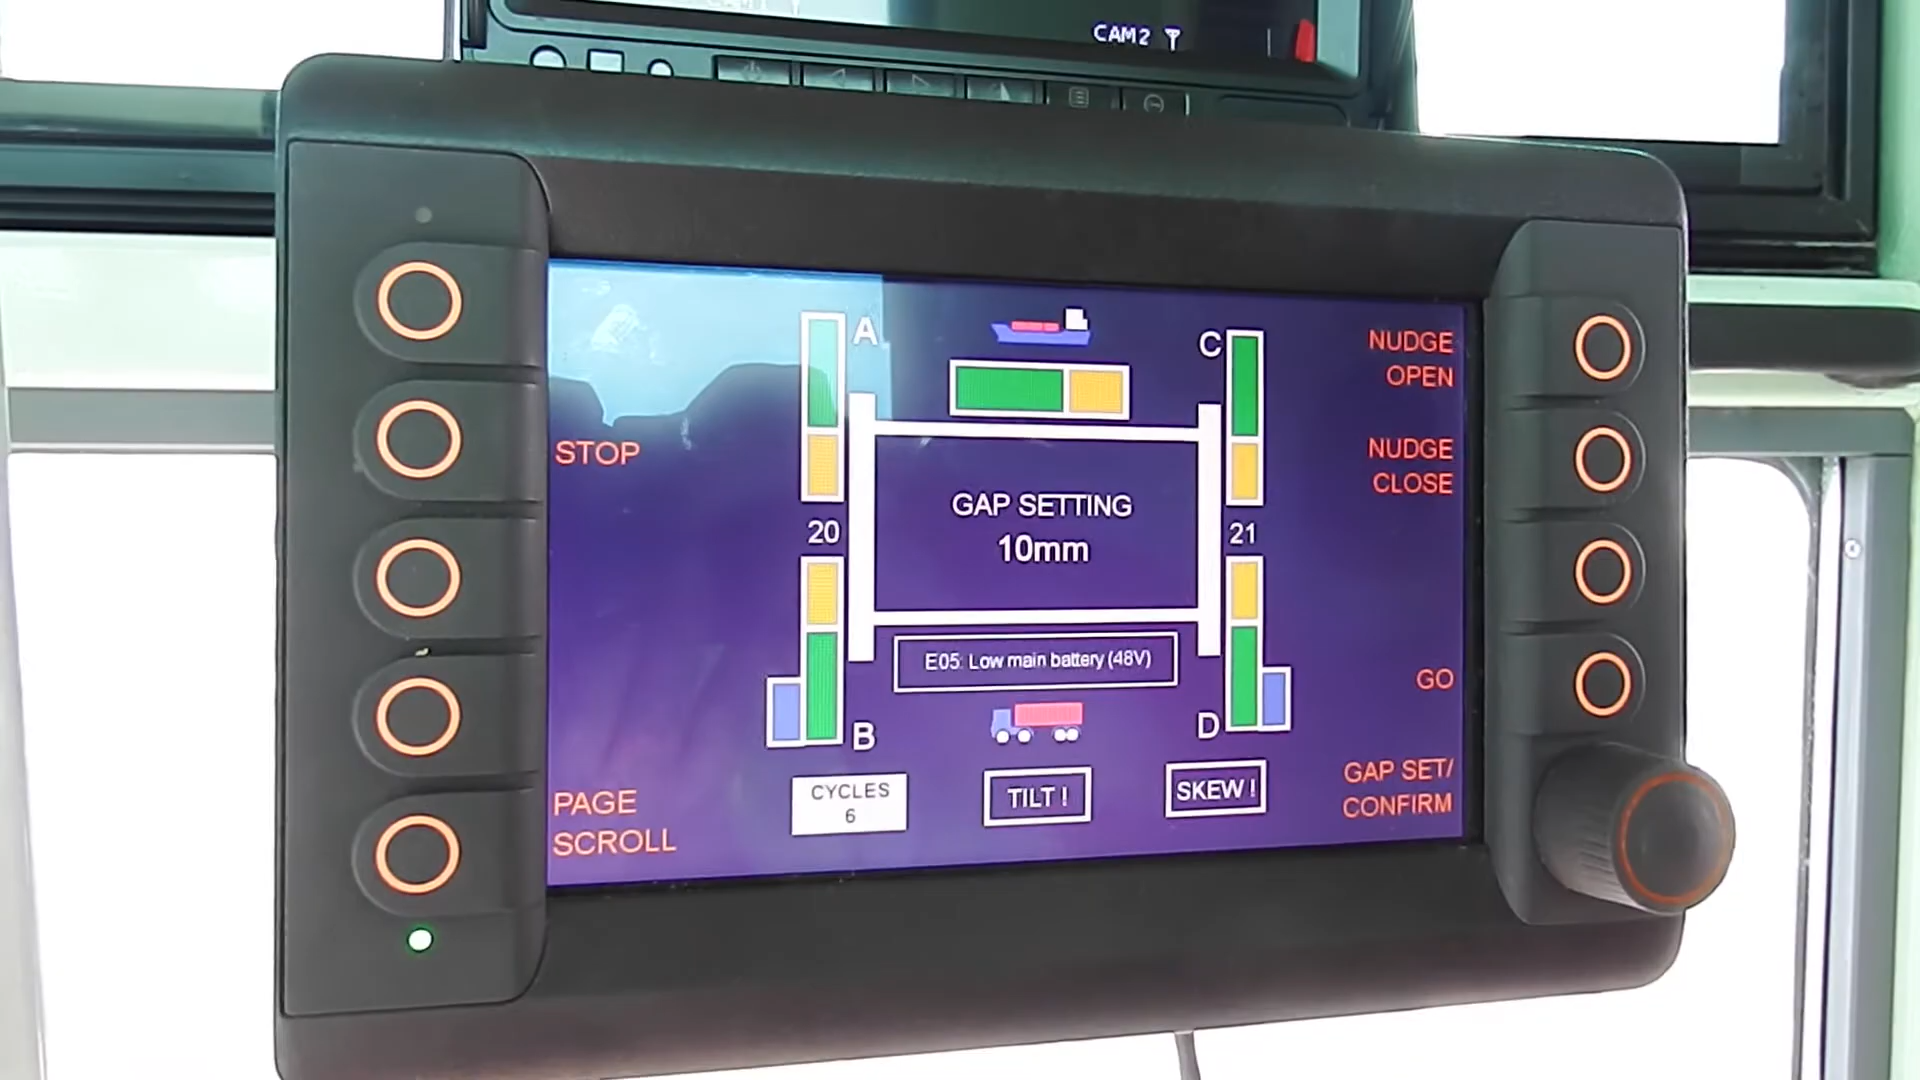 CAM2
A
C
NUDGE
OPEN
STOP
NUDGE
CLOSE
GAP SETTING
10mm
20
21
E05: Low main battery (48V)
GO
B
D
PAGE
SCROLL
CYCLES
6
TILT !
SKEW !
GAP SET/
CONFIRM